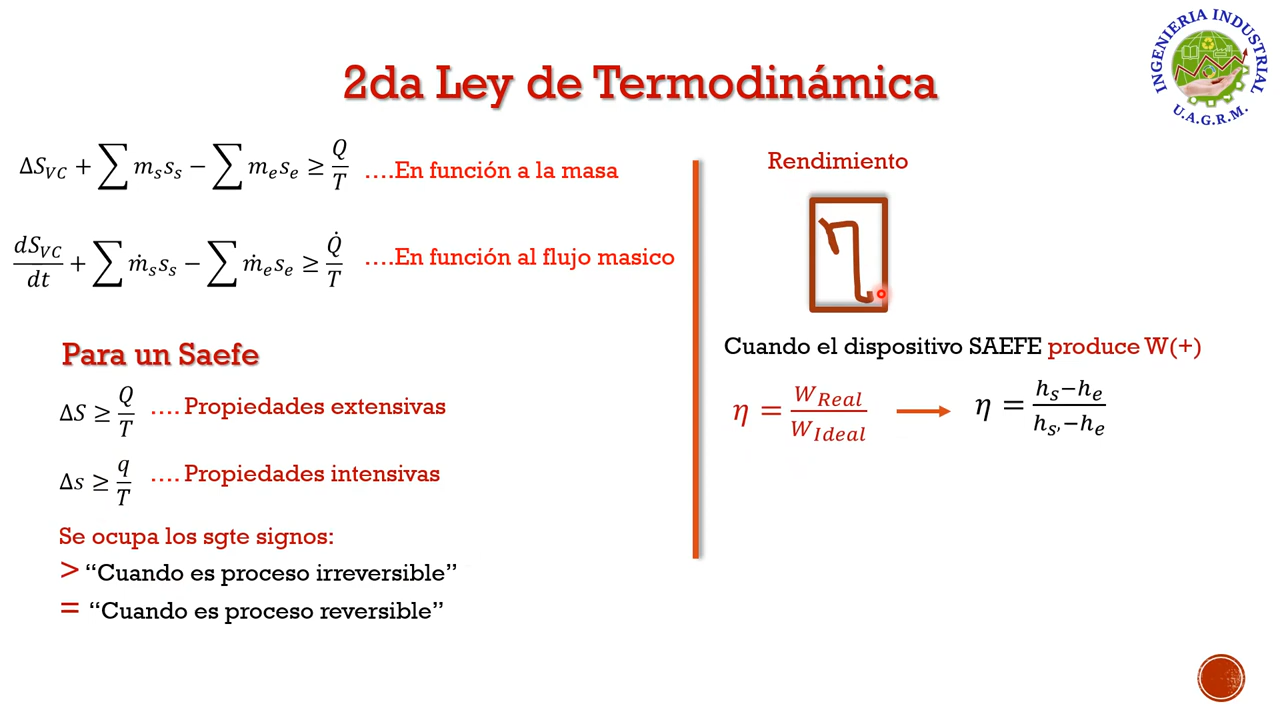 INGENIERIA INDUSTRIAL
U.A.G.R.M.
2da Ley de Termodinámica
ΔS_VC + ∑ m_s s_s − ∑ m_e s_e ≥ Q/T ….En función a la masa
dS_VC/dt + ∑ ṁ_s s_s − ∑ ṁ_e s_e ≥ Q̇/T ….En función al flujo masico
Para un Saefe
ΔS ≥ Q/T …. Propiedades extensivas
Δs ≥ q/T …. Propiedades intensivas
Se ocupa los sgte signos:
> “Cuando es proceso irreversible”
= “Cuando es proceso reversible”
Rendimiento
η
Cuando el dispositivo SAEFE produce W(+)
η = W_Real/W_Ideal → η = (h_s−h_e)/(h_s,−h_e)